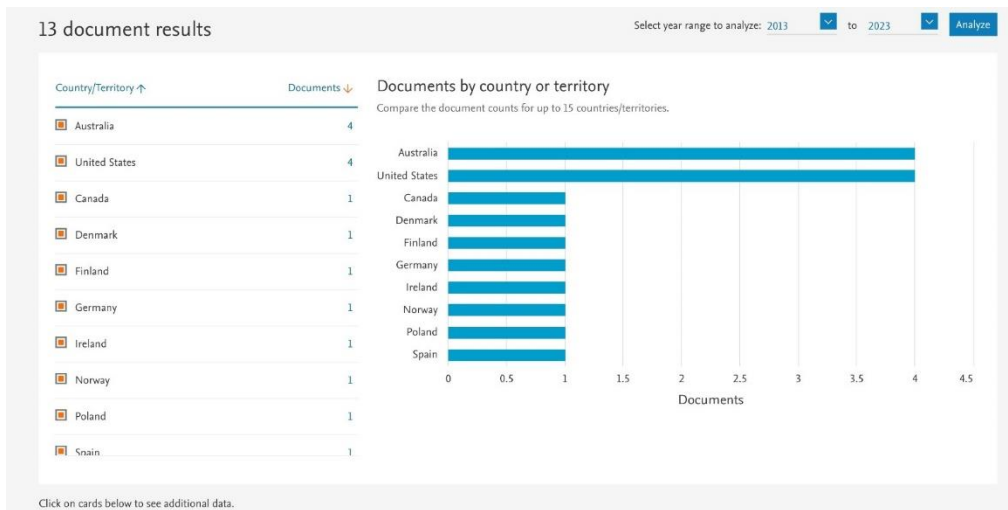 13 document results
Select year range to analyze: 2013 to 2023 Analyze
Country/Territory ↑ Documents ↓
Australia 4
United States 4
Canada 1
Denmark 1
Finland 1
Germany 1
Ireland 1
Norway 1
Poland 1
Spain 1
Documents by country or territory
Compare the document counts for up to 15 countries/territories.
Australia
United States
Canada
Denmark
Finland
Germany
Ireland
Norway
Poland
Spain
0 0.5 1 1.5 2 2.5 3 3.5 4 4.5
Documents
Click on cards below to see additional data.